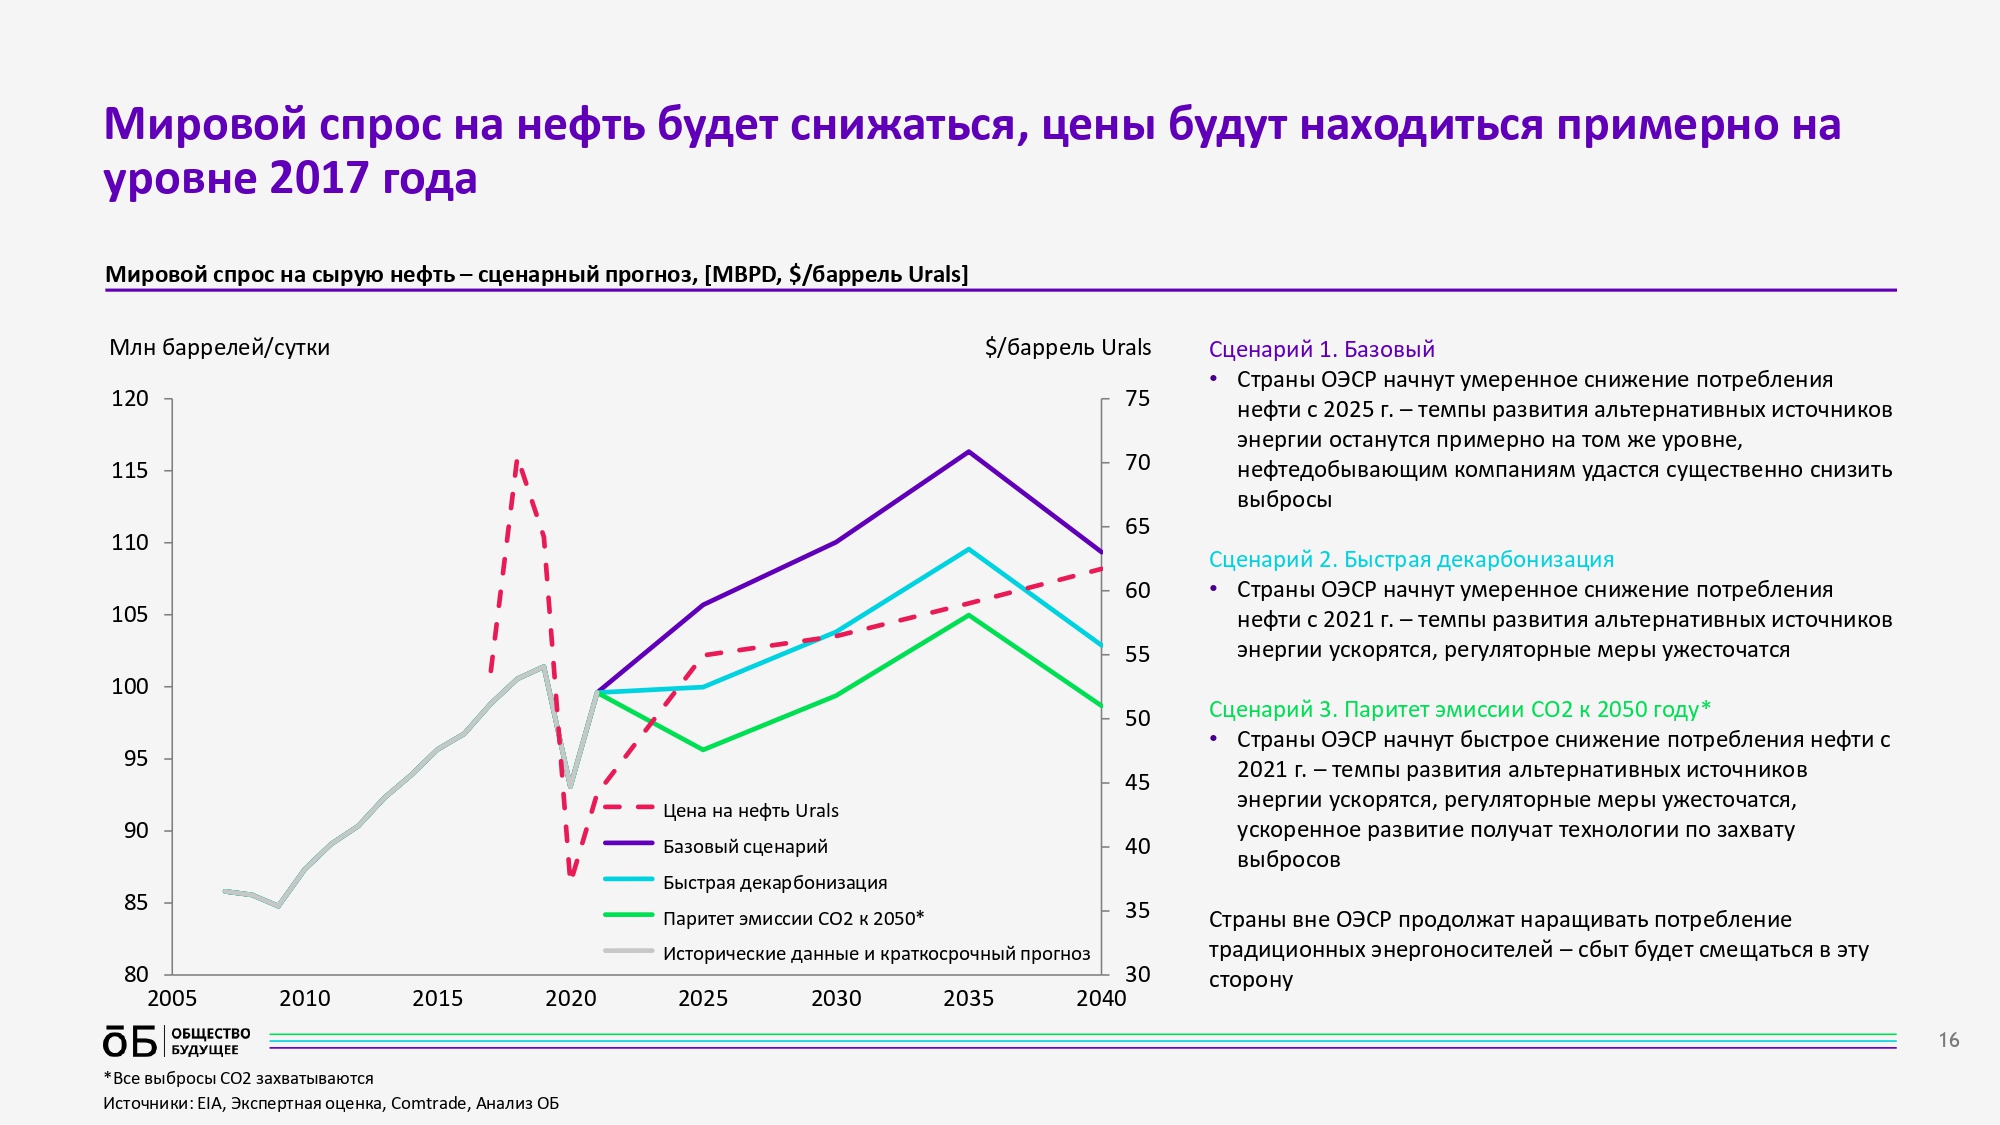 Мировой спрос на нефть будет снижаться, цены будут находиться примерно на
уровне 2017 года
Мировой спрос на сырую нефть – сценарный прогноз, [MBPD, $/баррель Urals]
Млн баррелей/сутки
$/баррель Urals
120
115
110
105
100
95
90
85
80
75
70
65
60
55
50
45
40
35
30
2005
2010
2015
2020
2025
2030
2035
2040
Цена на нефть Urals
Базовый сценарий
Быстрая декарбонизация
Паритет эмиссии CO2 к 2050*
Исторические данные и краткосрочный прогноз
Сценарий 1. Базовый
• Страны ОЭСР начнут умеренное снижение потребления
нефти с 2025 г. – темпы развития альтернативных источников
энергии останутся примерно на том же уровне,
нефтедобывающим компаниям удастся существенно снизить
выбросы
Сценарий 2. Быстрая декарбонизация
• Страны ОЭСР начнут умеренное снижение потребления
нефти с 2021 г. – темпы развития альтернативных источников
энергии ускорятся, регуляторные меры ужесточатся
Сценарий 3. Паритет эмиссии CO2 к 2050 году*
• Страны ОЭСР начнут быстрое снижение потребления нефти с
2021 г. – темпы развития альтернативных источников
энергии ускорятся, регуляторные меры ужесточатся,
ускоренное развитие получат технологии по захвату
выбросов
Страны вне ОЭСР продолжат наращивать потребление
традиционных энергоносителей – сбыт будет смещаться в эту
сторону
ОБ
ОБЩЕСТВО
БУДУЩЕЕ
16
*Все выбросы CO2 захватываются
Источники: EIA, Экспертная оценка, Comtrade, Анализ ОБ